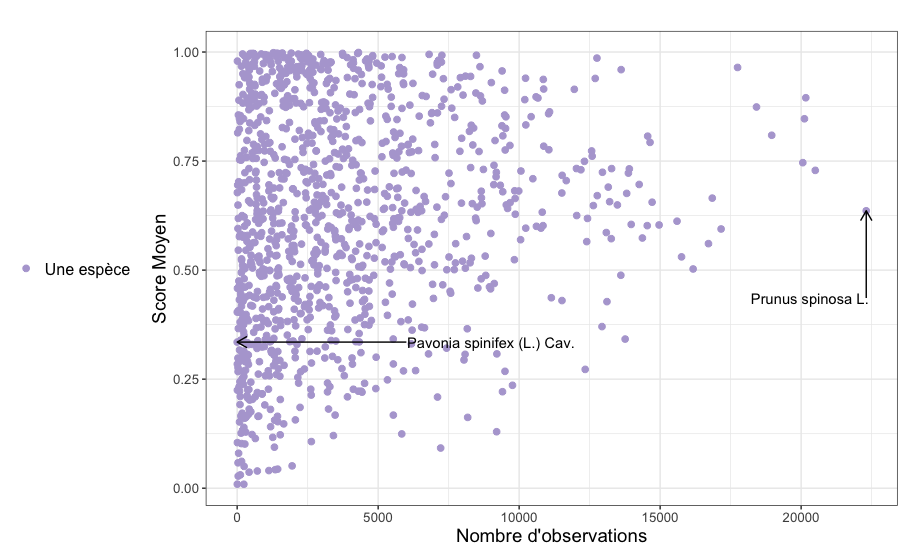 1.00
0.75
0.50
0.25
0.00
Score Moyen
Une espèce
Prunus spinosa L.
Pavonia spinifex (L.) Cav.
0
5000
10000
15000
20000
Nombre d'observations